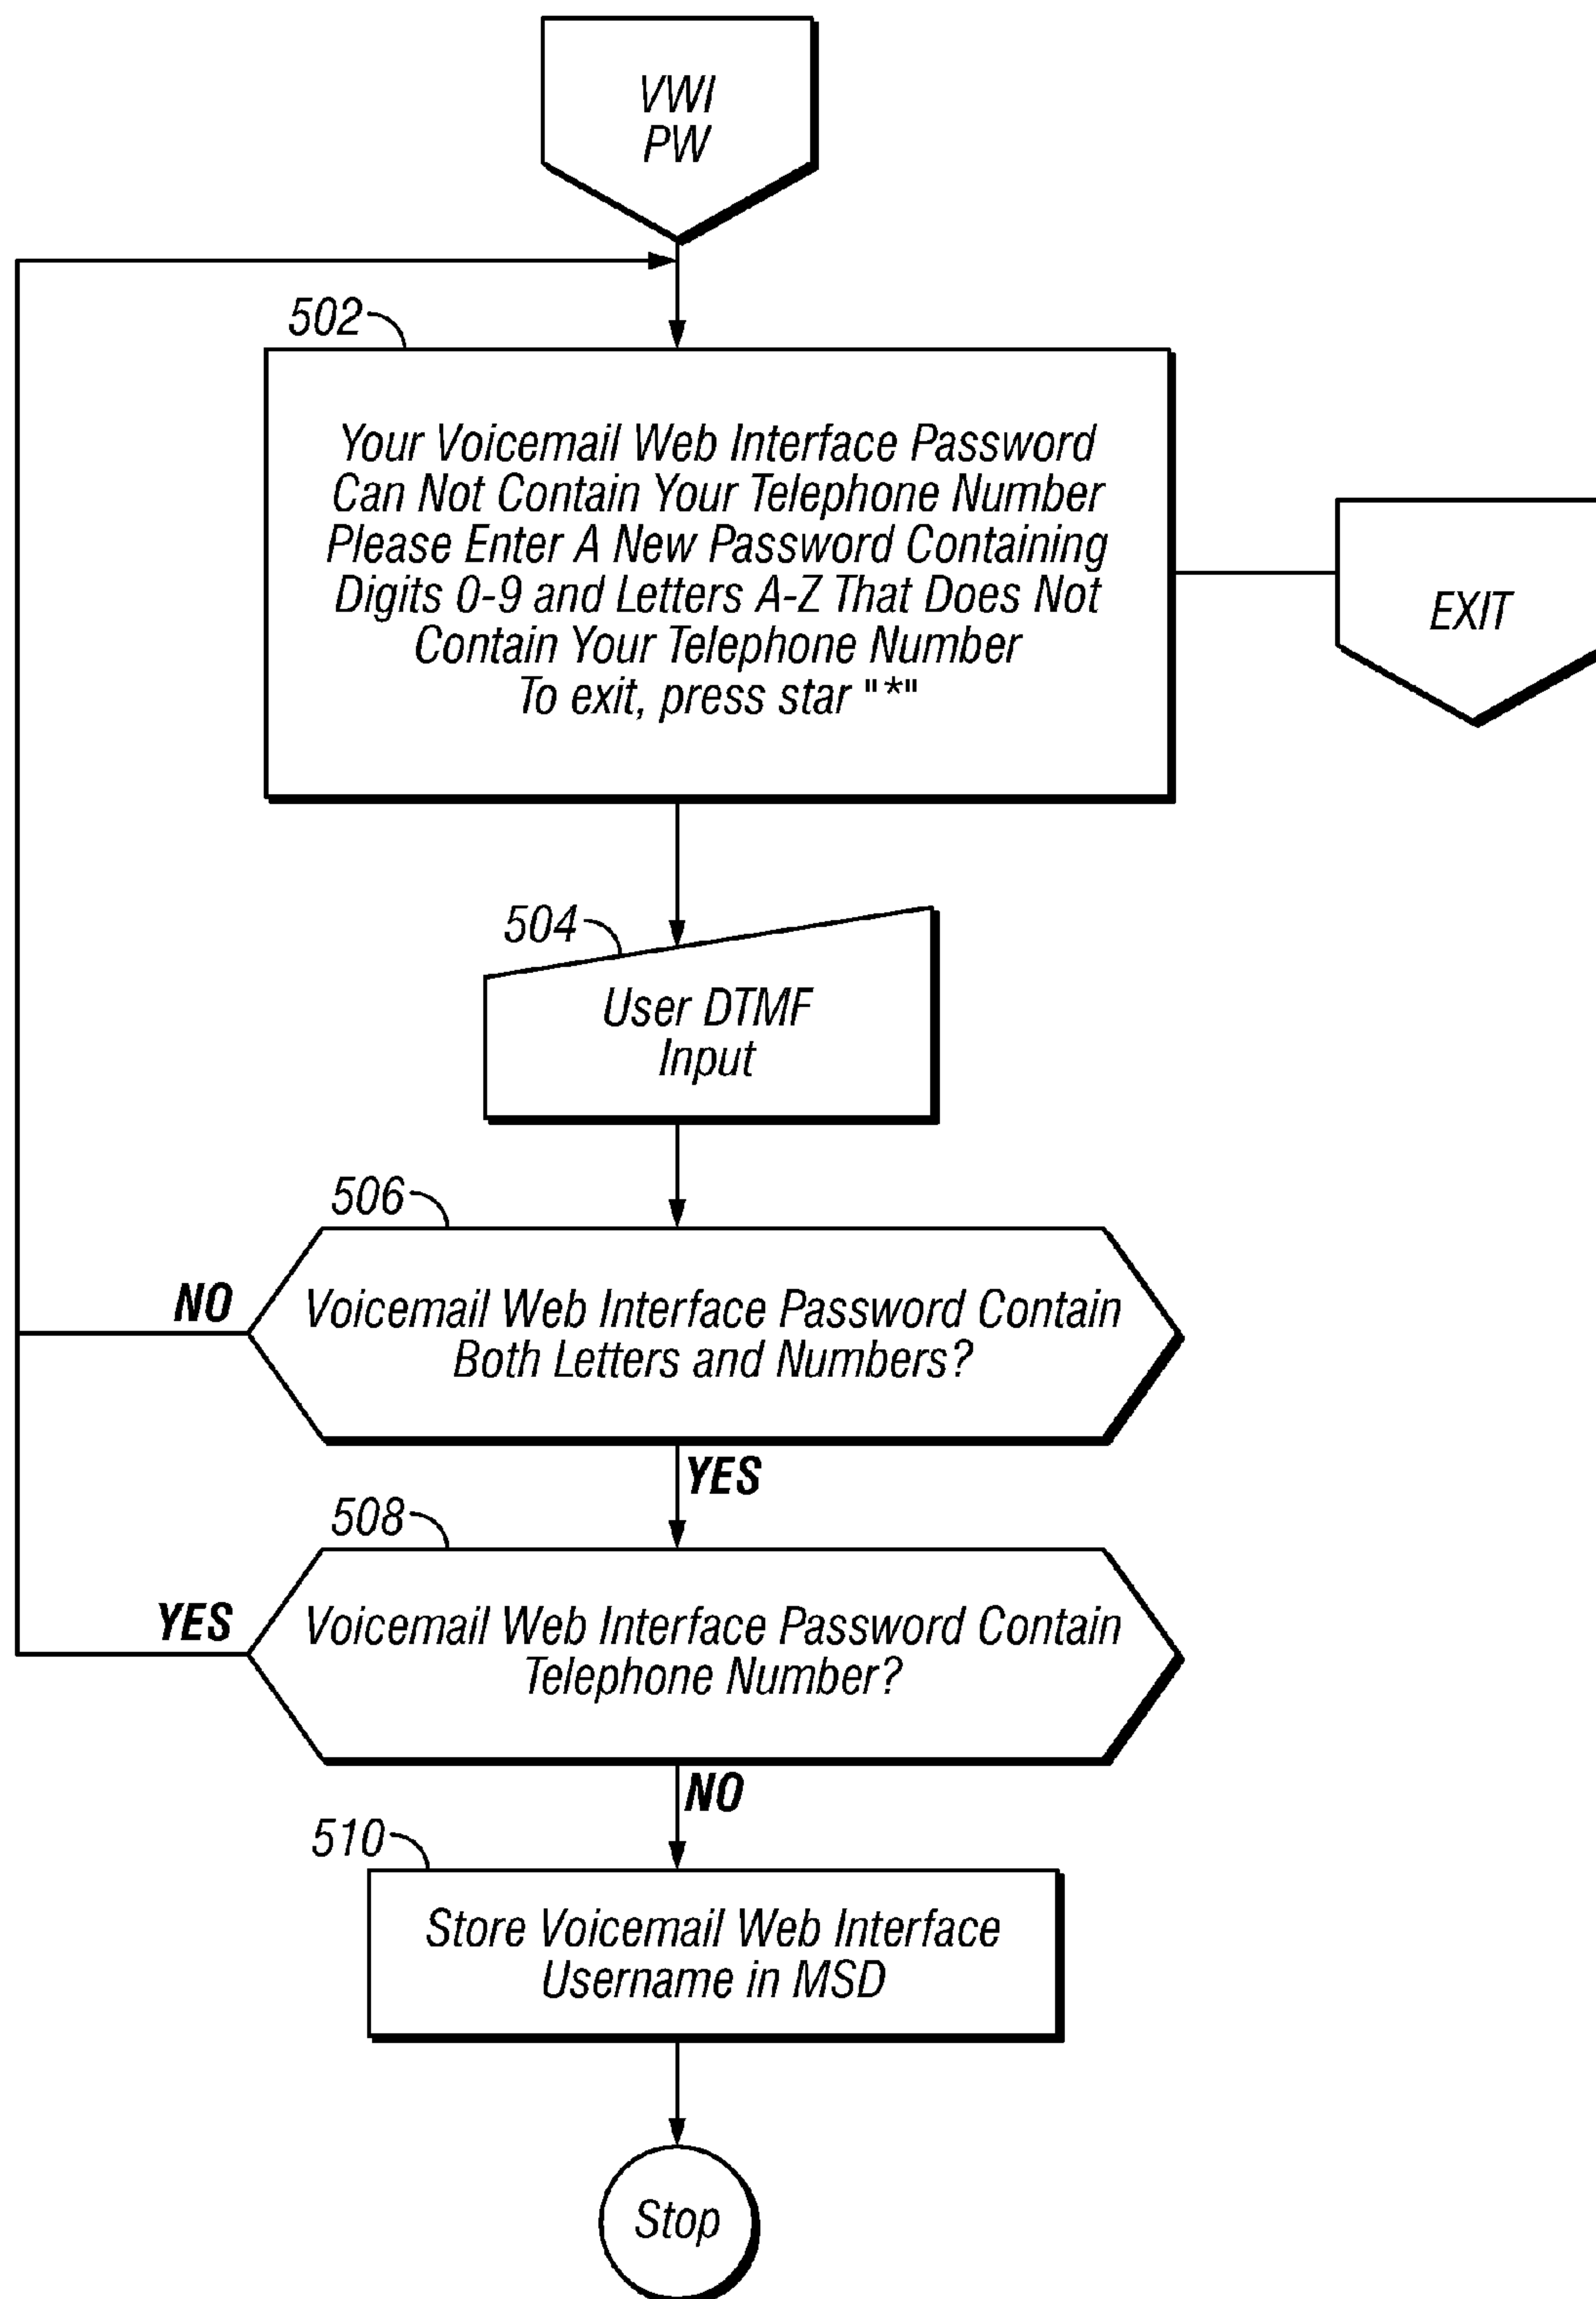 VWI
PW
502
Your Voicemail Web Interface Password
Can Not Contain Your Telephone Number
Please Enter A New Password Containing
Digits 0-9 and Letters A-Z That Does Not
Contain Your Telephone Number
To exit, press star "*"
EXIT
504
User DTMF
Input
506
NO
Voicemail Web Interface Password Contain
Both Letters and Numbers?
YES
508
YES
Voicemail Web Interface Password Contain
Telephone Number?
NO
510
Store Voicemail Web Interface
Username in MSD
Stop